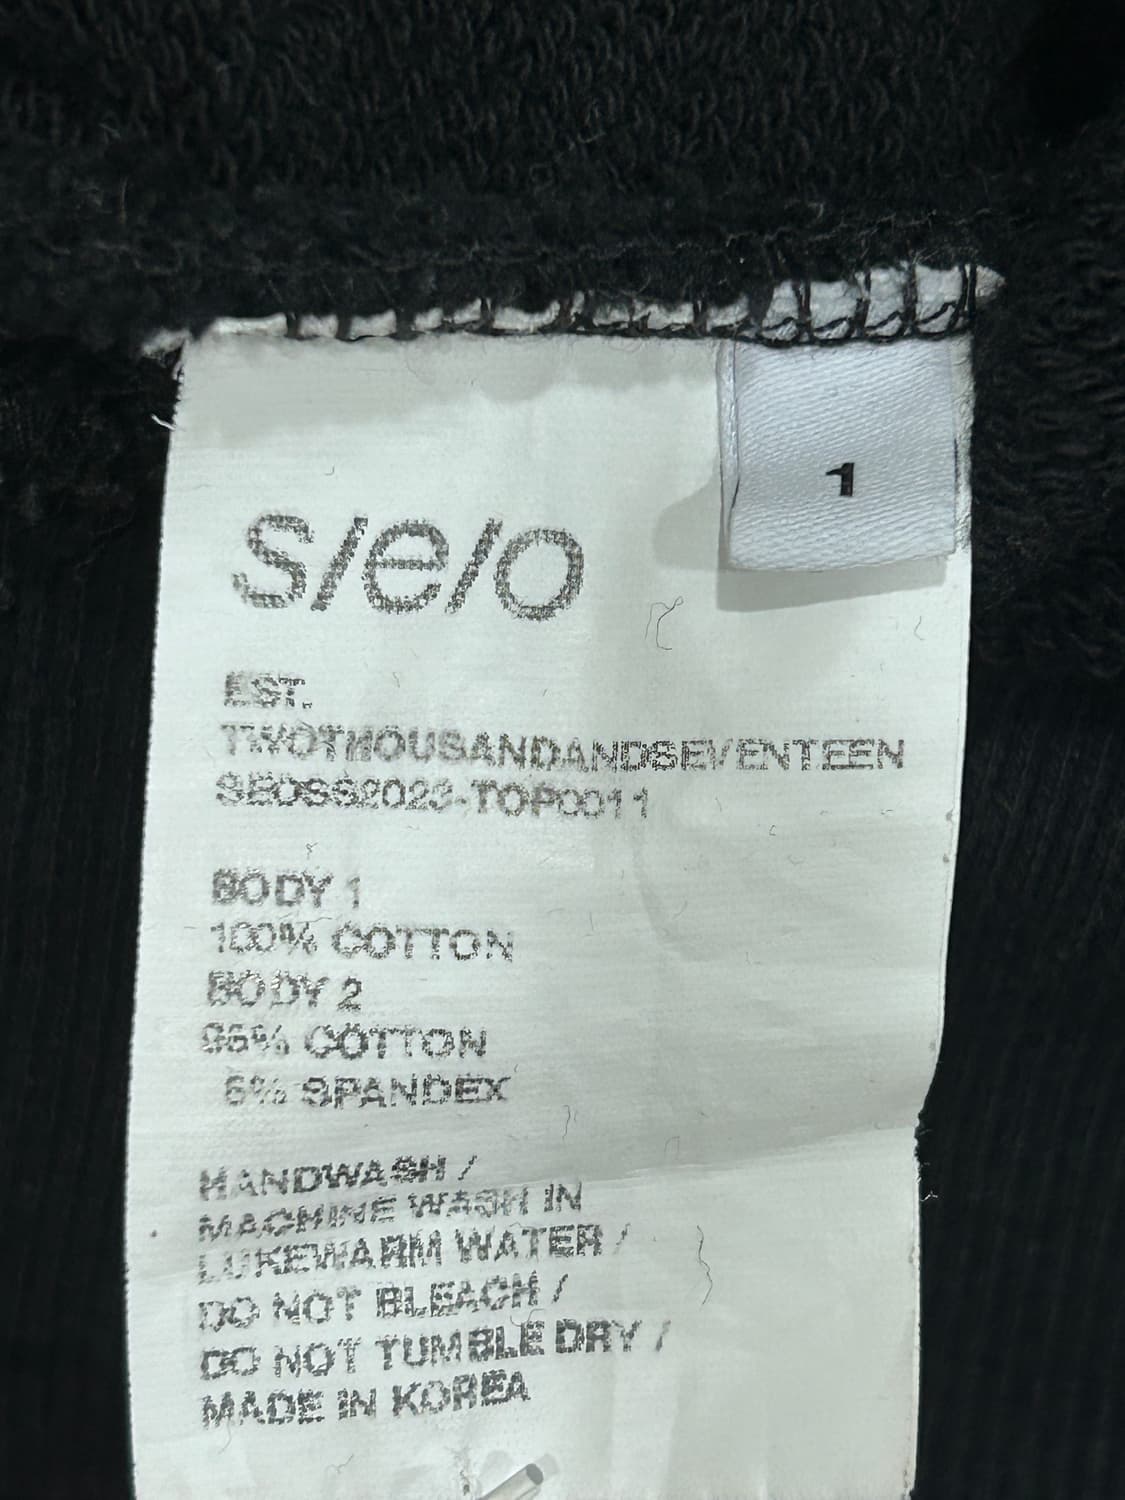 1
s/e/o
EST.
TWOTHOUSANDANDSEVENTEEN
SEOSS2023-TOP0011
BODY 1
100% COTTON
BODY 2
95% COTTON
5% SPANDEX
HANDWASH /
MACHINE WASH IN
LUKEWARM WATER /
DO NOT BLEACH /
DO NOT TUMBLE DRY /
MADE IN KOREA